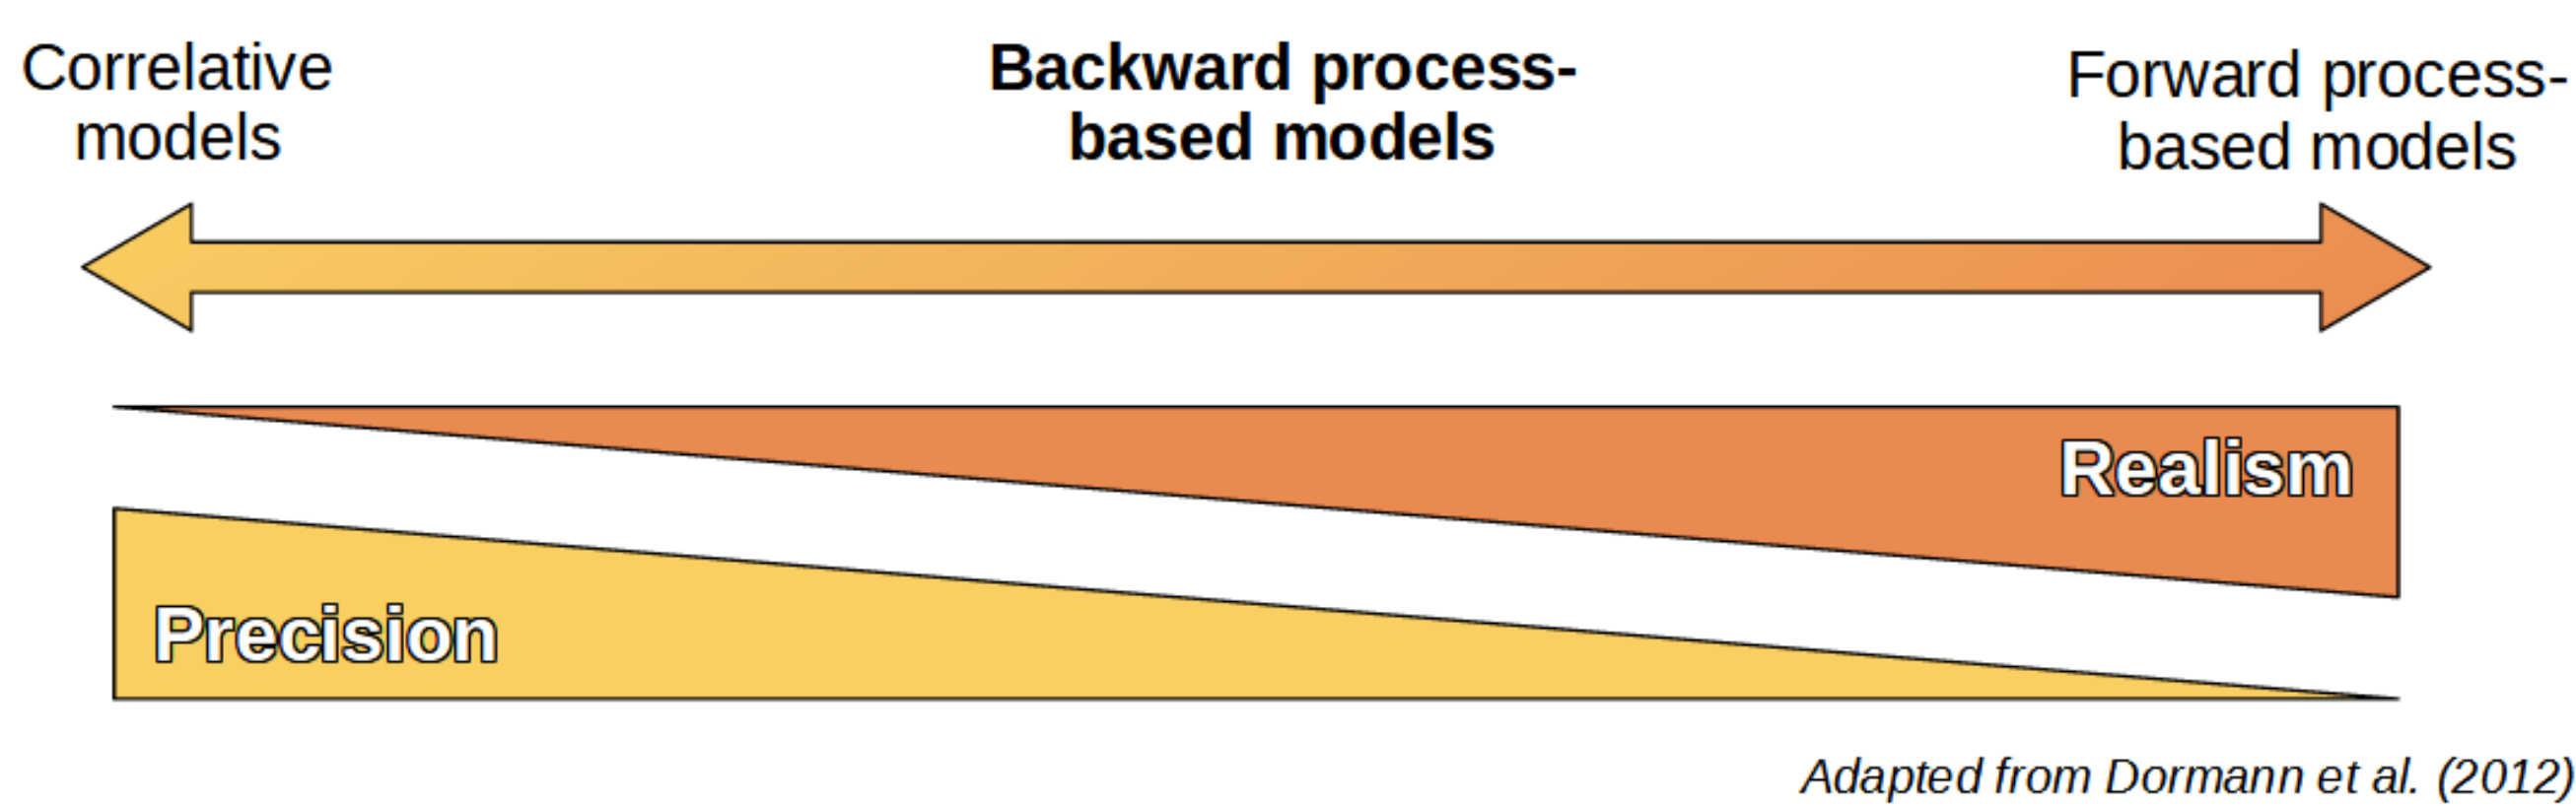 Correlative
models
Backward process-
based models
Forward process-
based models
Realism
Precision
Adapted from Dormann et al. (2012)